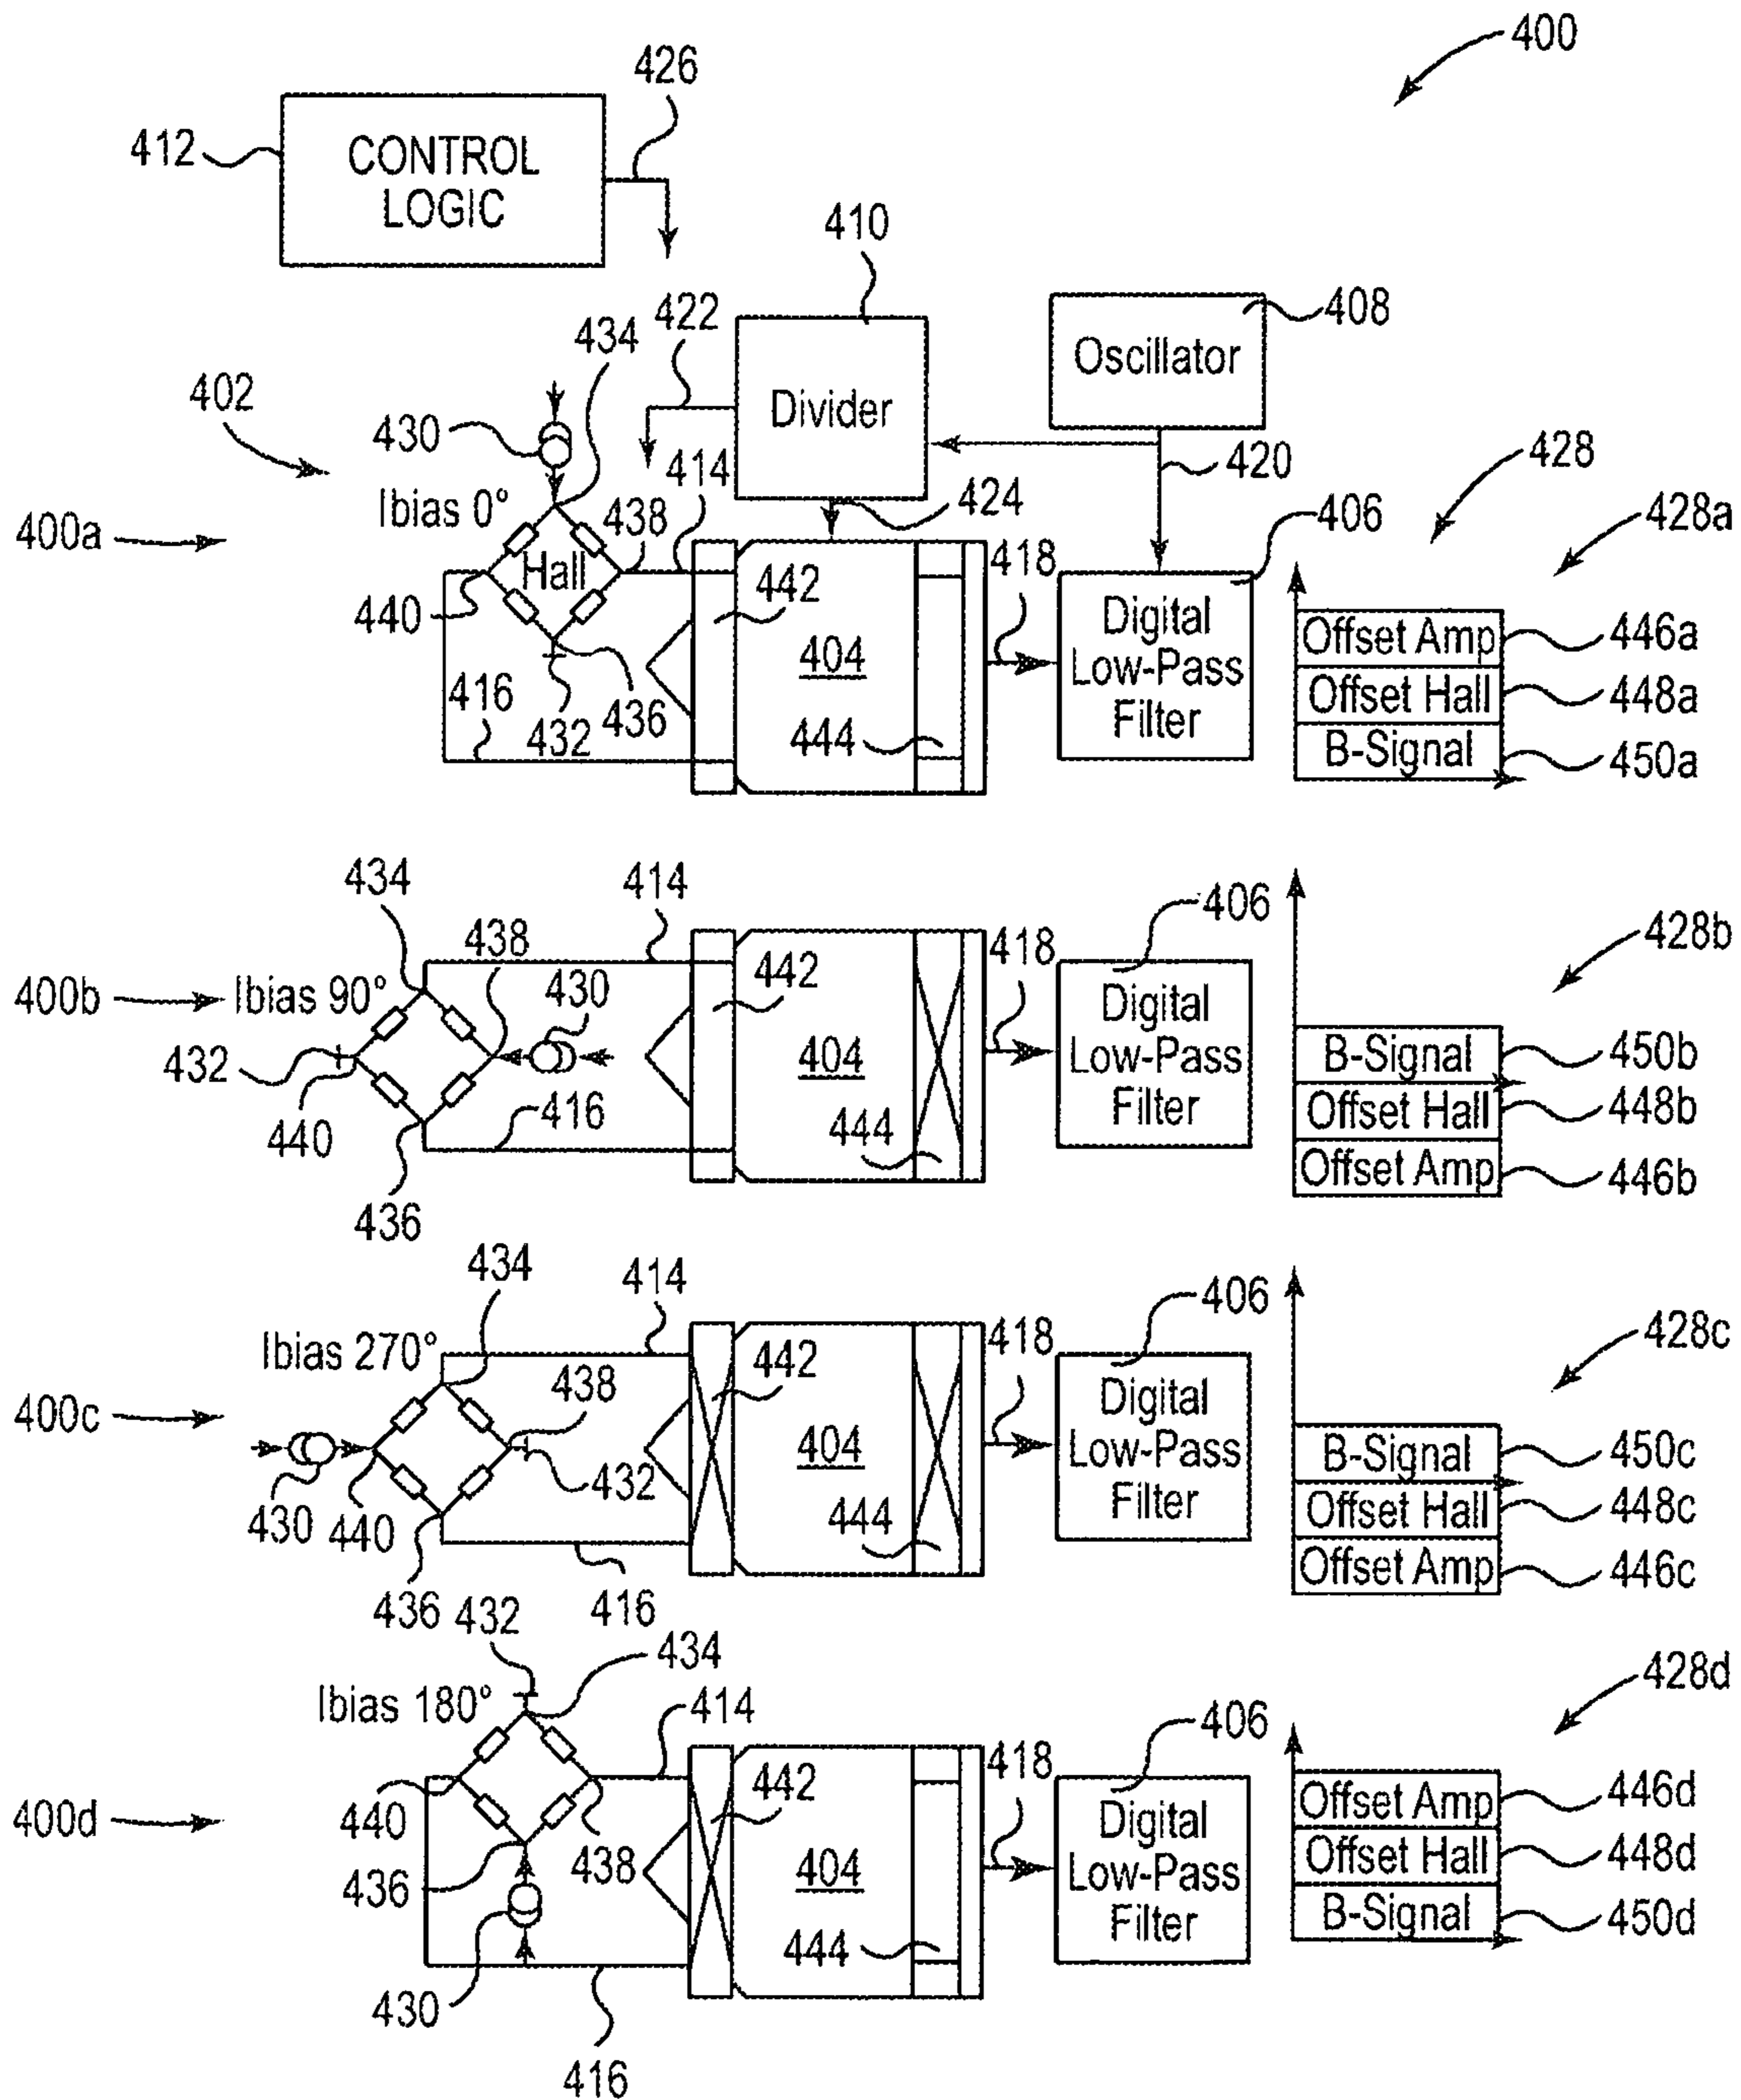 400
426
412
CONTROL
LOGIC
410
408
422
434
Oscillator
402
430
Divider
414
420
428
Ibias 0°
438
424
406
428a
400a
Hall
418
442
440
Digital
Low-Pass
Filter
Offset Amp
446a
404
Offset Hall
448a
416
432
436
444
B-Signal
450a
434
414
406
438
418
428b
442
400b
Ibias 90°
430
Digital
Low-Pass
Filter
B-Signal
450b
432
404
Offset Hall
448b
440
416
444
Offset Amp
446b
436
434
414
406
Ibias 270°
418
428c
438
442
400c
Digital
Low-Pass
Filter
B-Signal
450c
404
432
Offset Hall
448c
430
440
444
Offset Amp
446c
436
432
416
434
428d
Ibias 180°
414
406
418
442
Offset Amp
446d
400d
440
Digital
Low-Pass
Filter
438
404
Offset Hall
448d
436
444
B-Signal
450d
430
416